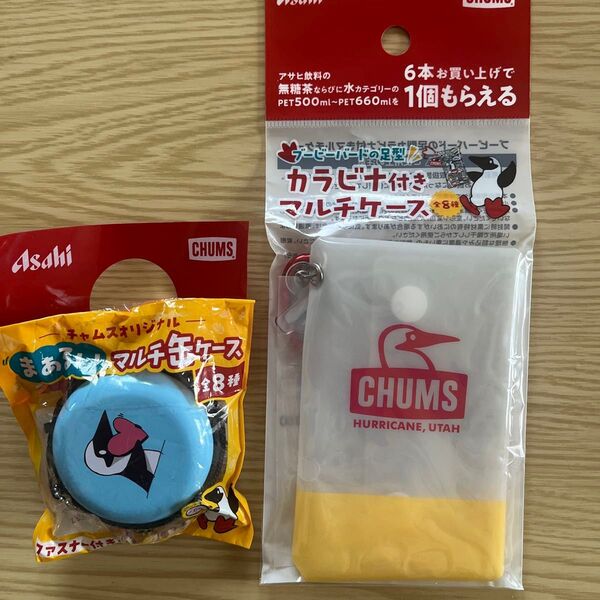 Asahi
CHUMS
アサヒ飲料の
無糖茶ならびに水カテゴリーの
PET500ml~PET660mlを
6本お買い上げで
1個もらえる
ブービーバードの足型
カラビナ付き
マルチケース
全8種
CHUMS
HURRICANE, UTAH
Asahi
CHUMS
チャムスオリジナル
マルチ缶ケース
全8種
ファスナー付き